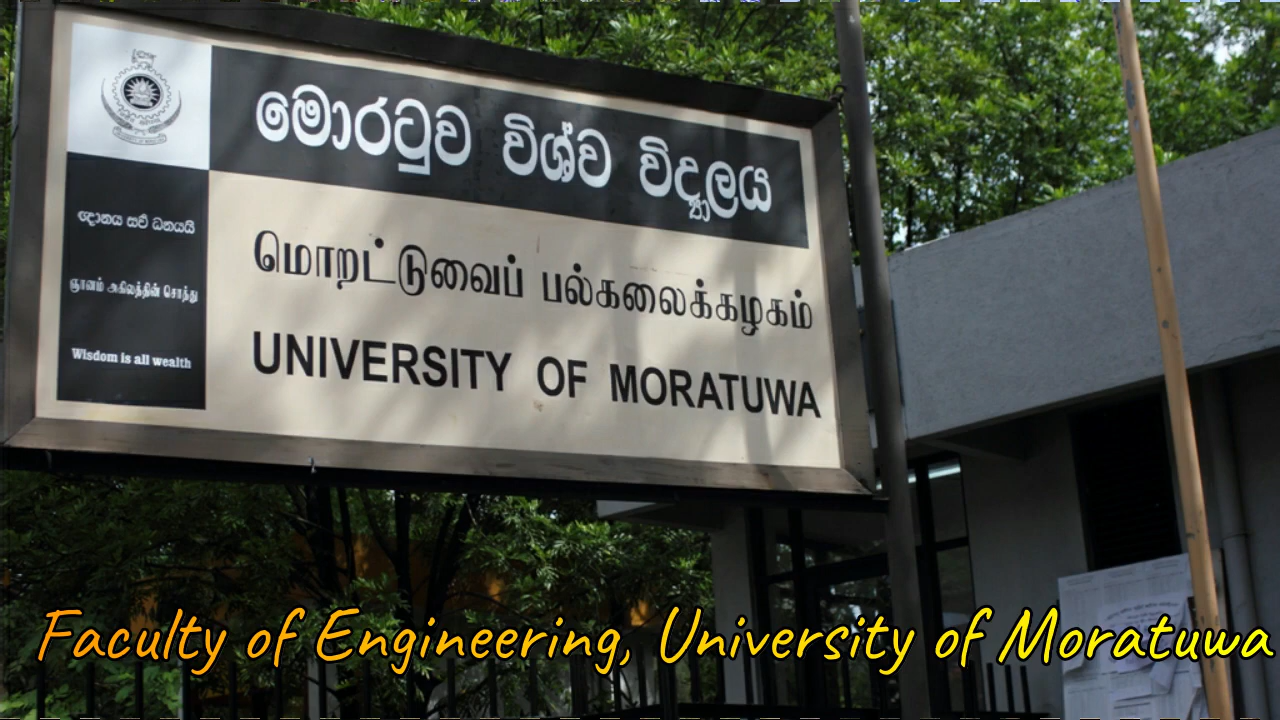 මොරටුව විශ්ව විද්‍යාලය
ඥානය සව් ධනයයි
மொறட்டுவைப் பல்கலைக்கழகம்
ஞானம் அகிலத்தின் சொத்து
UNIVERSITY OF MORATUWA
Wisdom is all wealth
Faculty of Engineering, University of Moratuwa